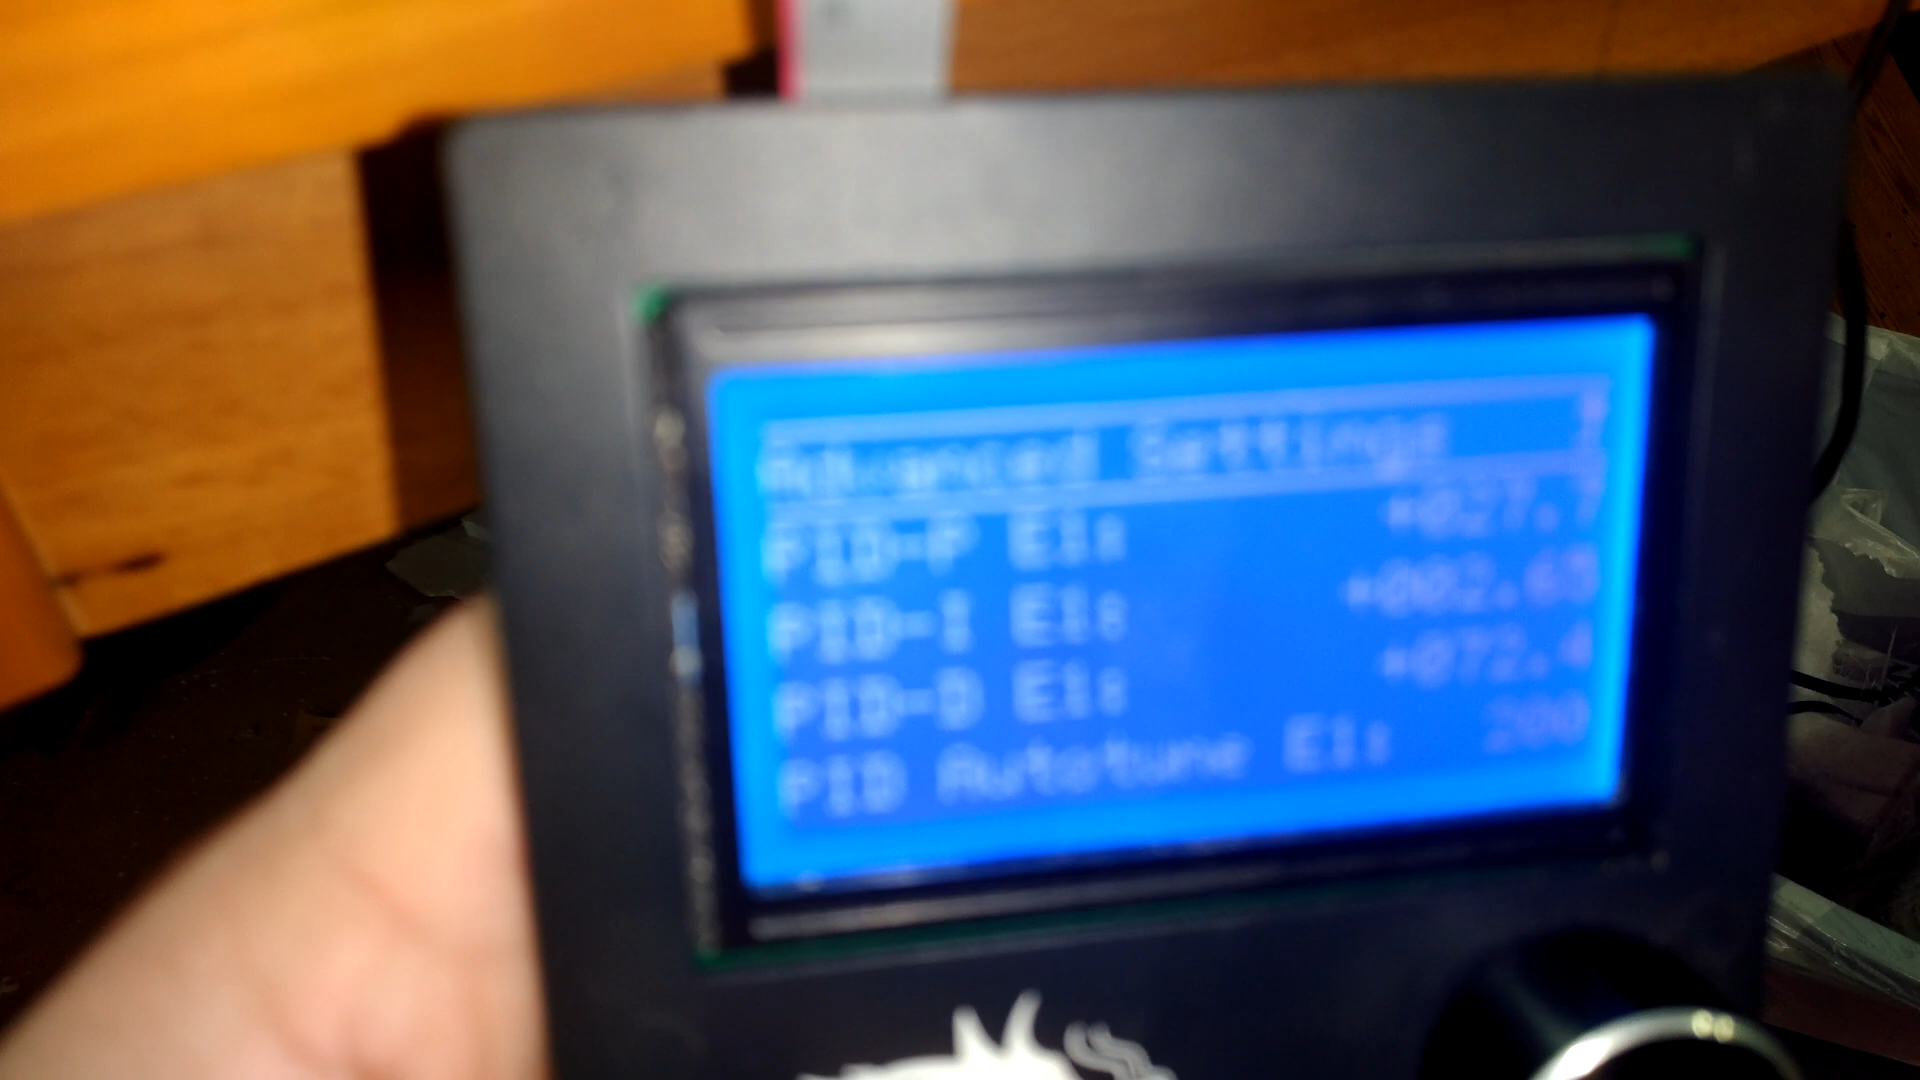 Advanced Settings
PID-P E1: +027.7
PID-I E1: +002.65
PID-D E1: +072.4
PID Autotune E1: 200